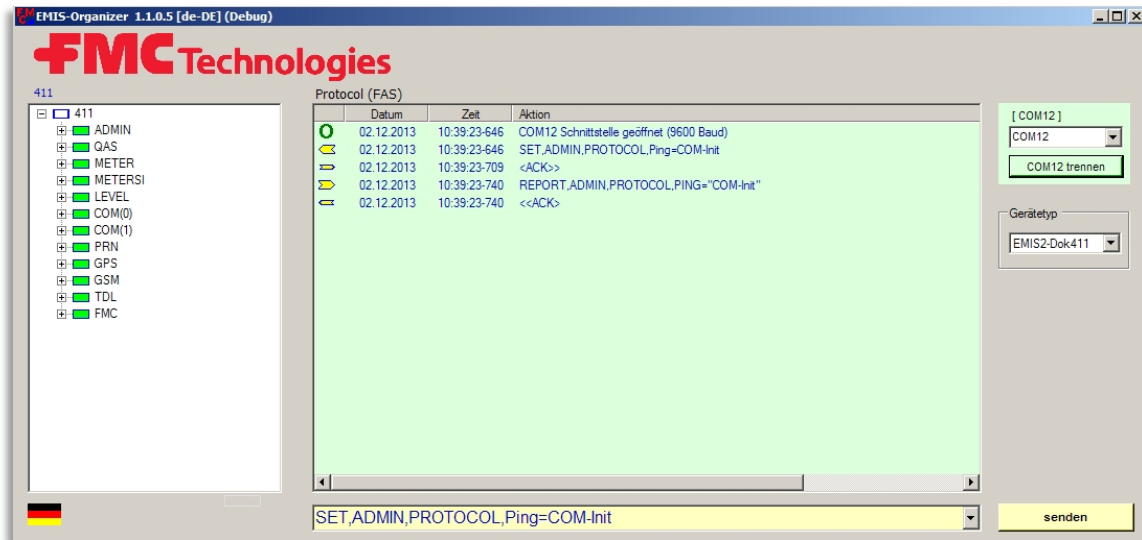 EMIS-Organizer 1.1.0.5 [de-DE] (Debug)
FMC Technologies
411
411
ADMIN
QAS
METER
METERSI
LEVEL
COM(0)
COM(1)
PRN
GPS
GSM
TDL
FMC
Protocol (FAS)
Datum Zeit Aktion
02.12.2013 10:39:23-646 COM12 Schnittstelle geöffnet (9600 Baud)
02.12.2013 10:39:23-646 SET,ADMIN,PROTOCOL,Ping=COM-Init
02.12.2013 10:39:23-709 <ACK>>
02.12.2013 10:39:23-740 REPORT,ADMIN,PROTOCOL,PING="COM-Init"
02.12.2013 10:39:23-740 <<ACK>
[ COM12 ]
COM12
COM12 trennen
Gerätetyp
EMIS2-Dok411
SET,ADMIN,PROTOCOL,Ping=COM-Init
senden